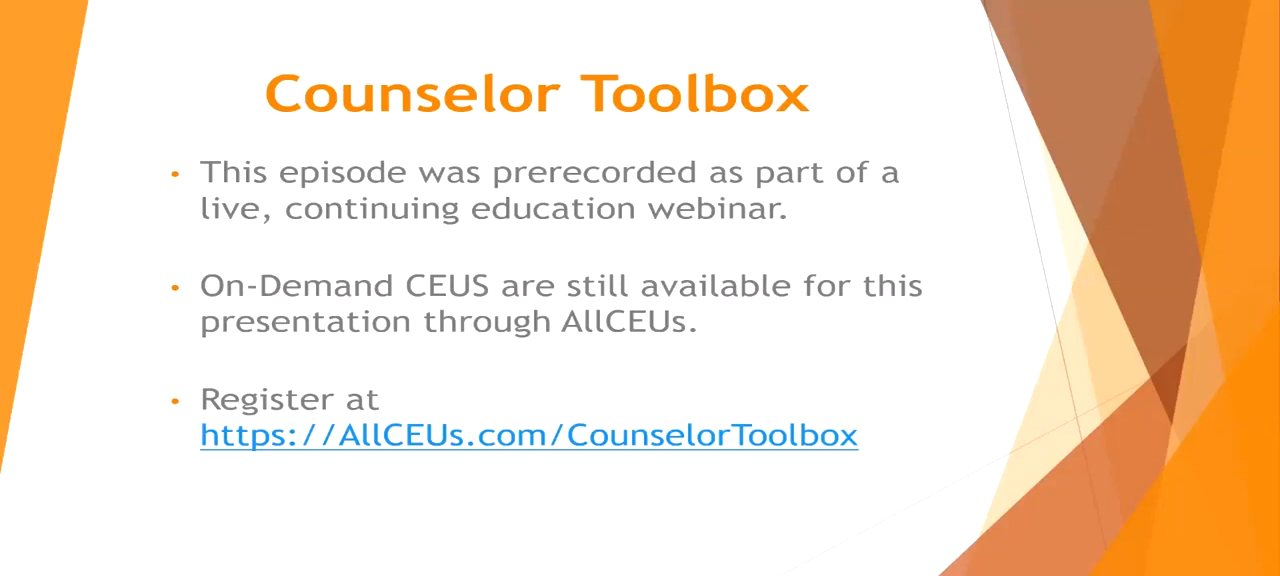 Counselor Toolbox
• This episode was prerecorded as part of a
live, continuing education webinar.
• On-Demand CEUS are still available for this
presentation through AllCEUs.
• Register at
https://AllCEUs.com/CounselorToolbox